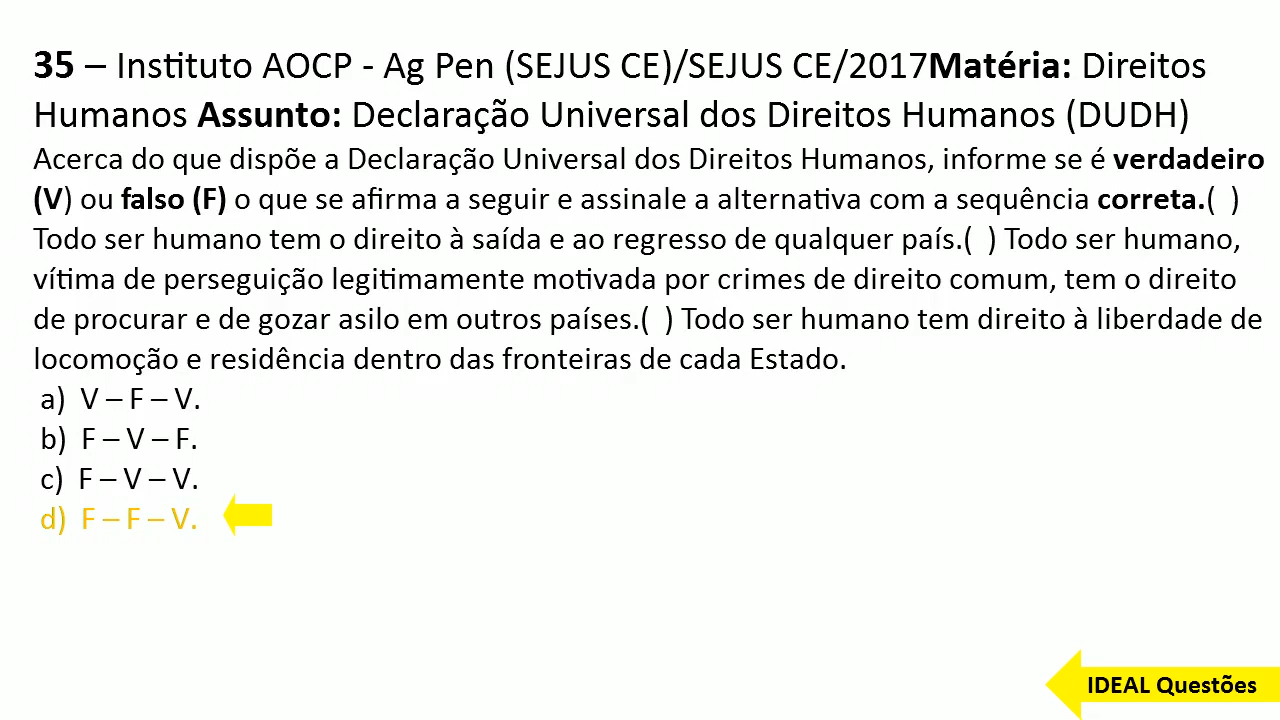 35 – Instituto AOCP - Ag Pen (SEJUS CE)/SEJUS CE/2017Matéria: Direitos
Humanos Assunto: Declaração Universal dos Direitos Humanos (DUDH)
Acerca do que dispõe a Declaração Universal dos Direitos Humanos, informe se é verdadeiro
(V) ou falso (F) o que se afirma a seguir e assinale a alternativa com a sequência correta.( )
Todo ser humano tem o direito à saída e ao regresso de qualquer país.( ) Todo ser humano,
vítima de perseguição legitimamente motivada por crimes de direito comum, tem o direito
de procurar e de gozar asilo em outros países.( ) Todo ser humano tem direito à liberdade de
locomoção e residência dentro das fronteiras de cada Estado.
a) V – F – V.
b) F – V – F.
c) F – V – V.
d) F – F – V.
IDEAL Questões